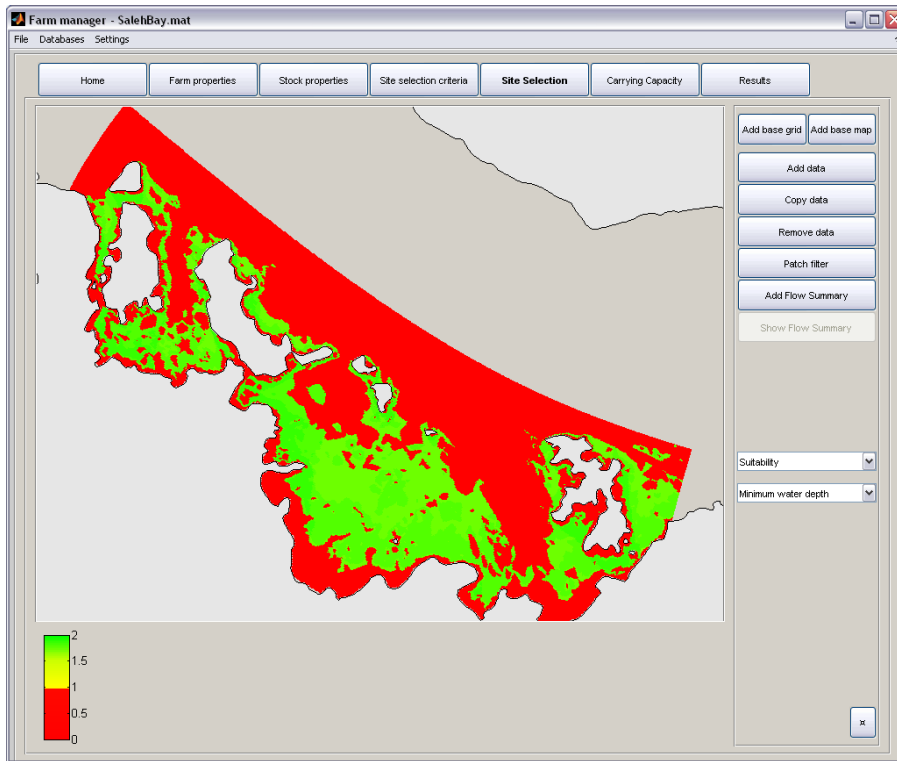 Farm manager - SalehBay.mat
File Databases Settings
Home Farm properties Stock properties Site selection criteria Site Selection Carrying Capacity Results
Add base grid Add base map
Add data
Copy data
Remove data
Patch filter
Add Flow Summary
Show Flow Summary
Suitability
Minimum water depth
2
1.5
1
0.5
0
¤